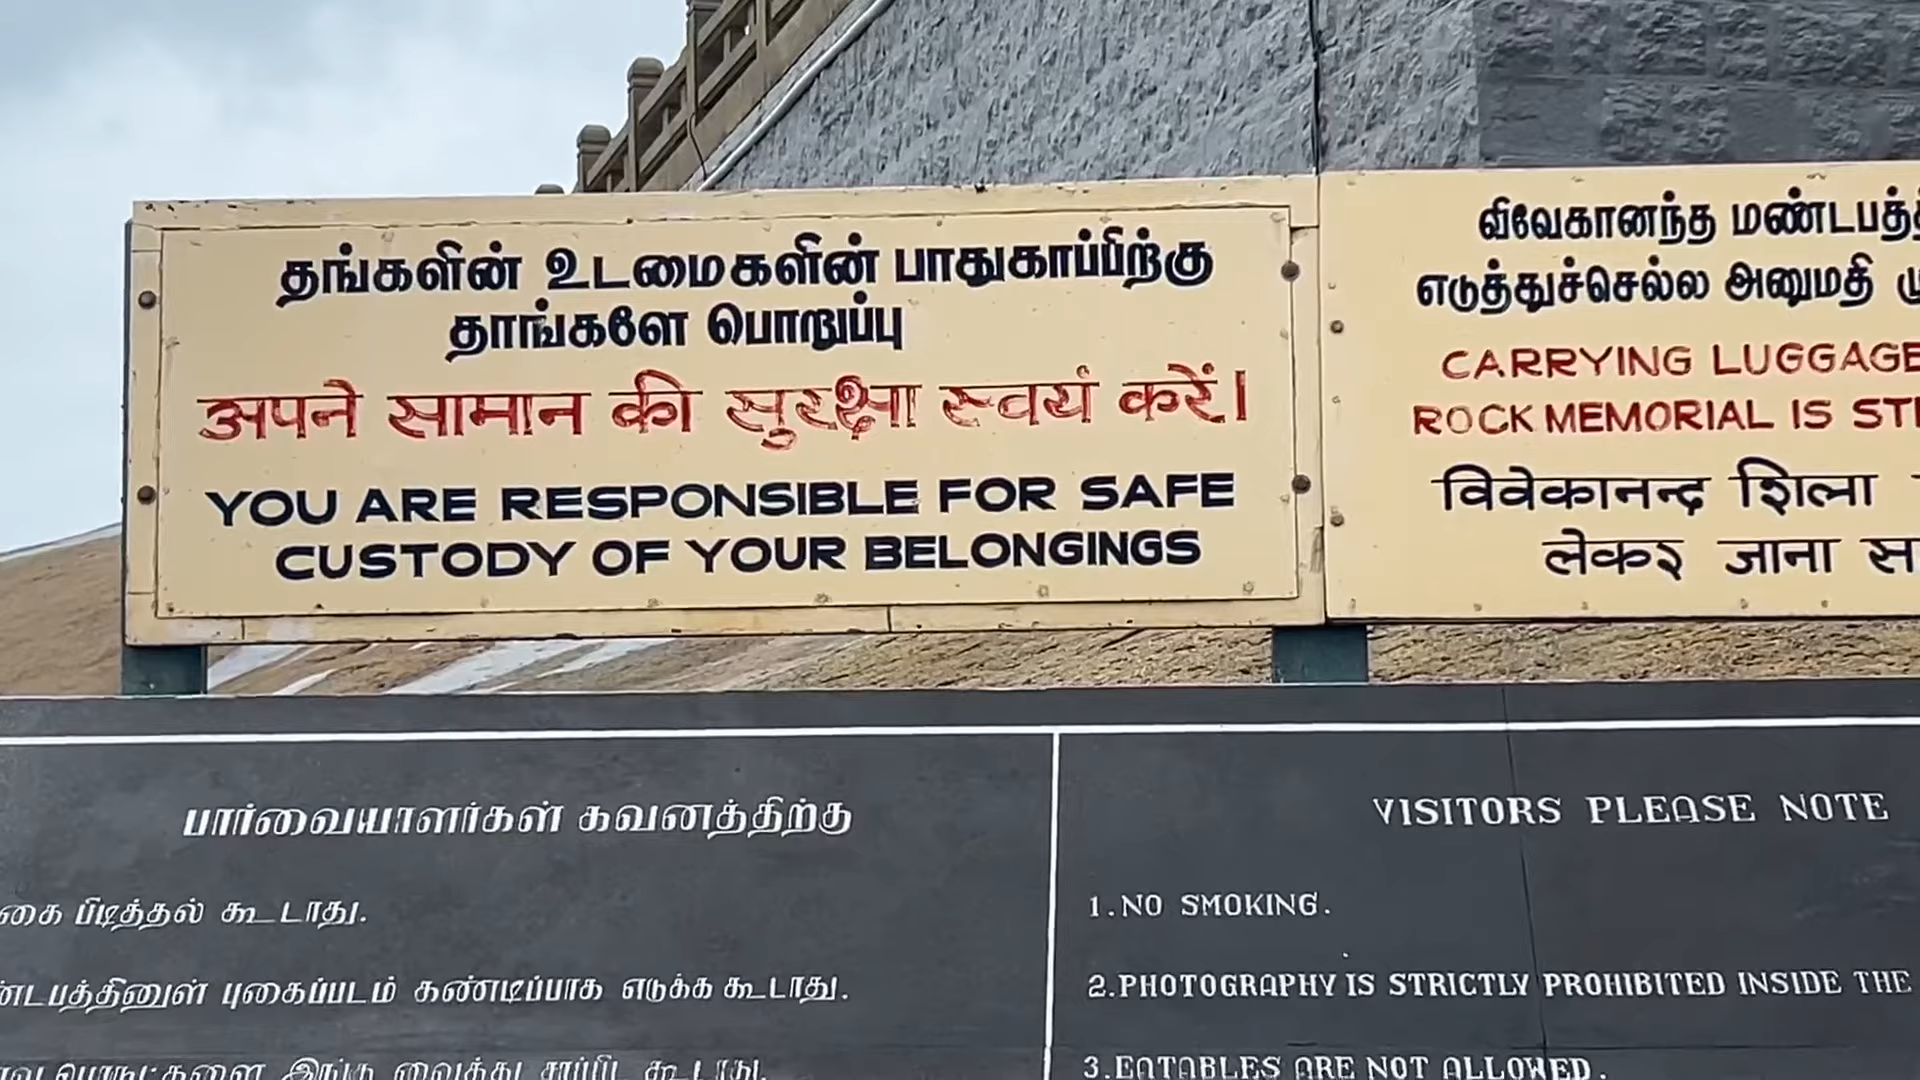 தங்களின் உடமைகளின் பாதுகாப்பிற்கு
தாங்களே பொறுப்பு
अपने सामान की सुरक्षा स्वयं करें।
YOU ARE RESPONSIBLE FOR SAFE
CUSTODY OF YOUR BELONGINGS
விவேகானந்த
எடுத்துச்செல்ல அனுமதி
CARRYING LUGGAGE
ROCK MEMORIAL IS
विवेकानन्द शिला
लेकर जाना
பார்வையாளர்கள் கவனத்திற்கு
பிடித்தல் கூடாது.
புகைப்படம் கண்டிப்பாக எடுக்க கூடாது.
இங்கு வைத்து சாப்பிட கூடாது.
VISITORS PLEASE NOTE
1.NO SMOKING.
2.PHOTOGRAPHY IS STRICTLY PROHIBITED INSIDE THE
3.EATABLES ARE NOT ALLOWED.